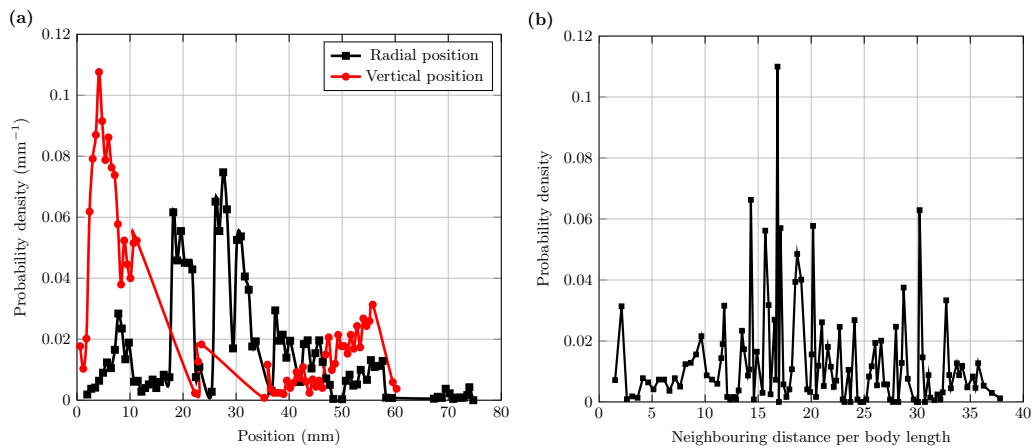 (a)
0.12
0.1
0.08
0.06
0.04
0.02
0
Probability density (mm⁻¹)
Radial position
Vertical position
0 10 20 30 40 50 60 70 80
Position (mm)
(b)
0.12
0.1
0.08
0.06
0.04
0.02
0
Probability density
0 5 10 15 20 25 30 35 40
Neighbouring distance per body length